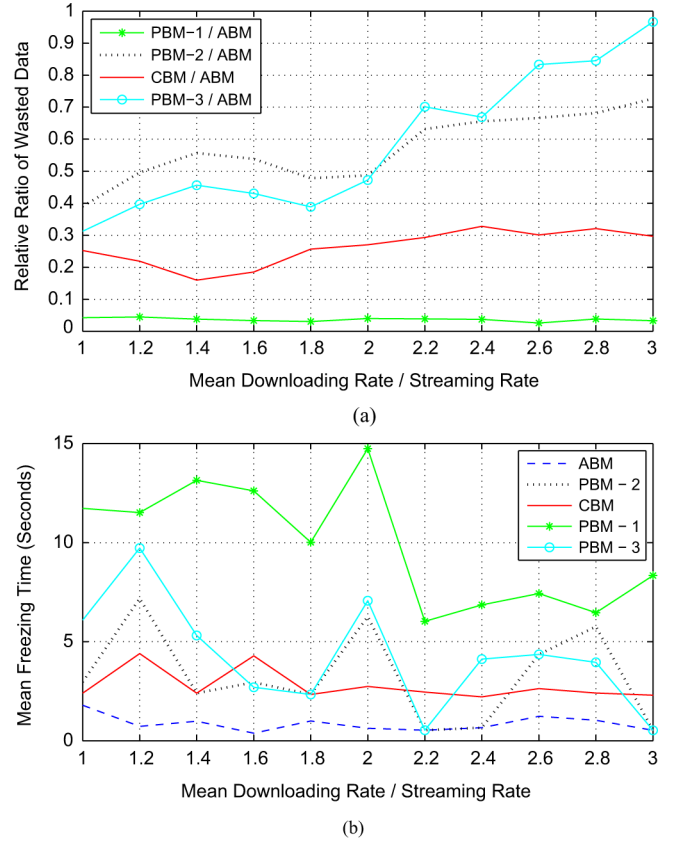 1
0.9
0.8
0.7
0.6
0.5
0.4
0.3
0.2
0.1
0
Relative Ratio of Wasted Data
PBM−1 / ABM
PBM−2 / ABM
CBM / ABM
PBM−3 / ABM
1 1.2 1.4 1.6 1.8 2 2.2 2.4 2.6 2.8 3
Mean Downloading Rate / Streaming Rate
(a)
15
10
5
0
Mean Freezing Time (Seconds)
ABM
PBM − 2
CBM
PBM − 1
PBM − 3
1 1.2 1.4 1.6 1.8 2 2.2 2.4 2.6 2.8 3
Mean Downloading Rate / Streaming Rate
(b)